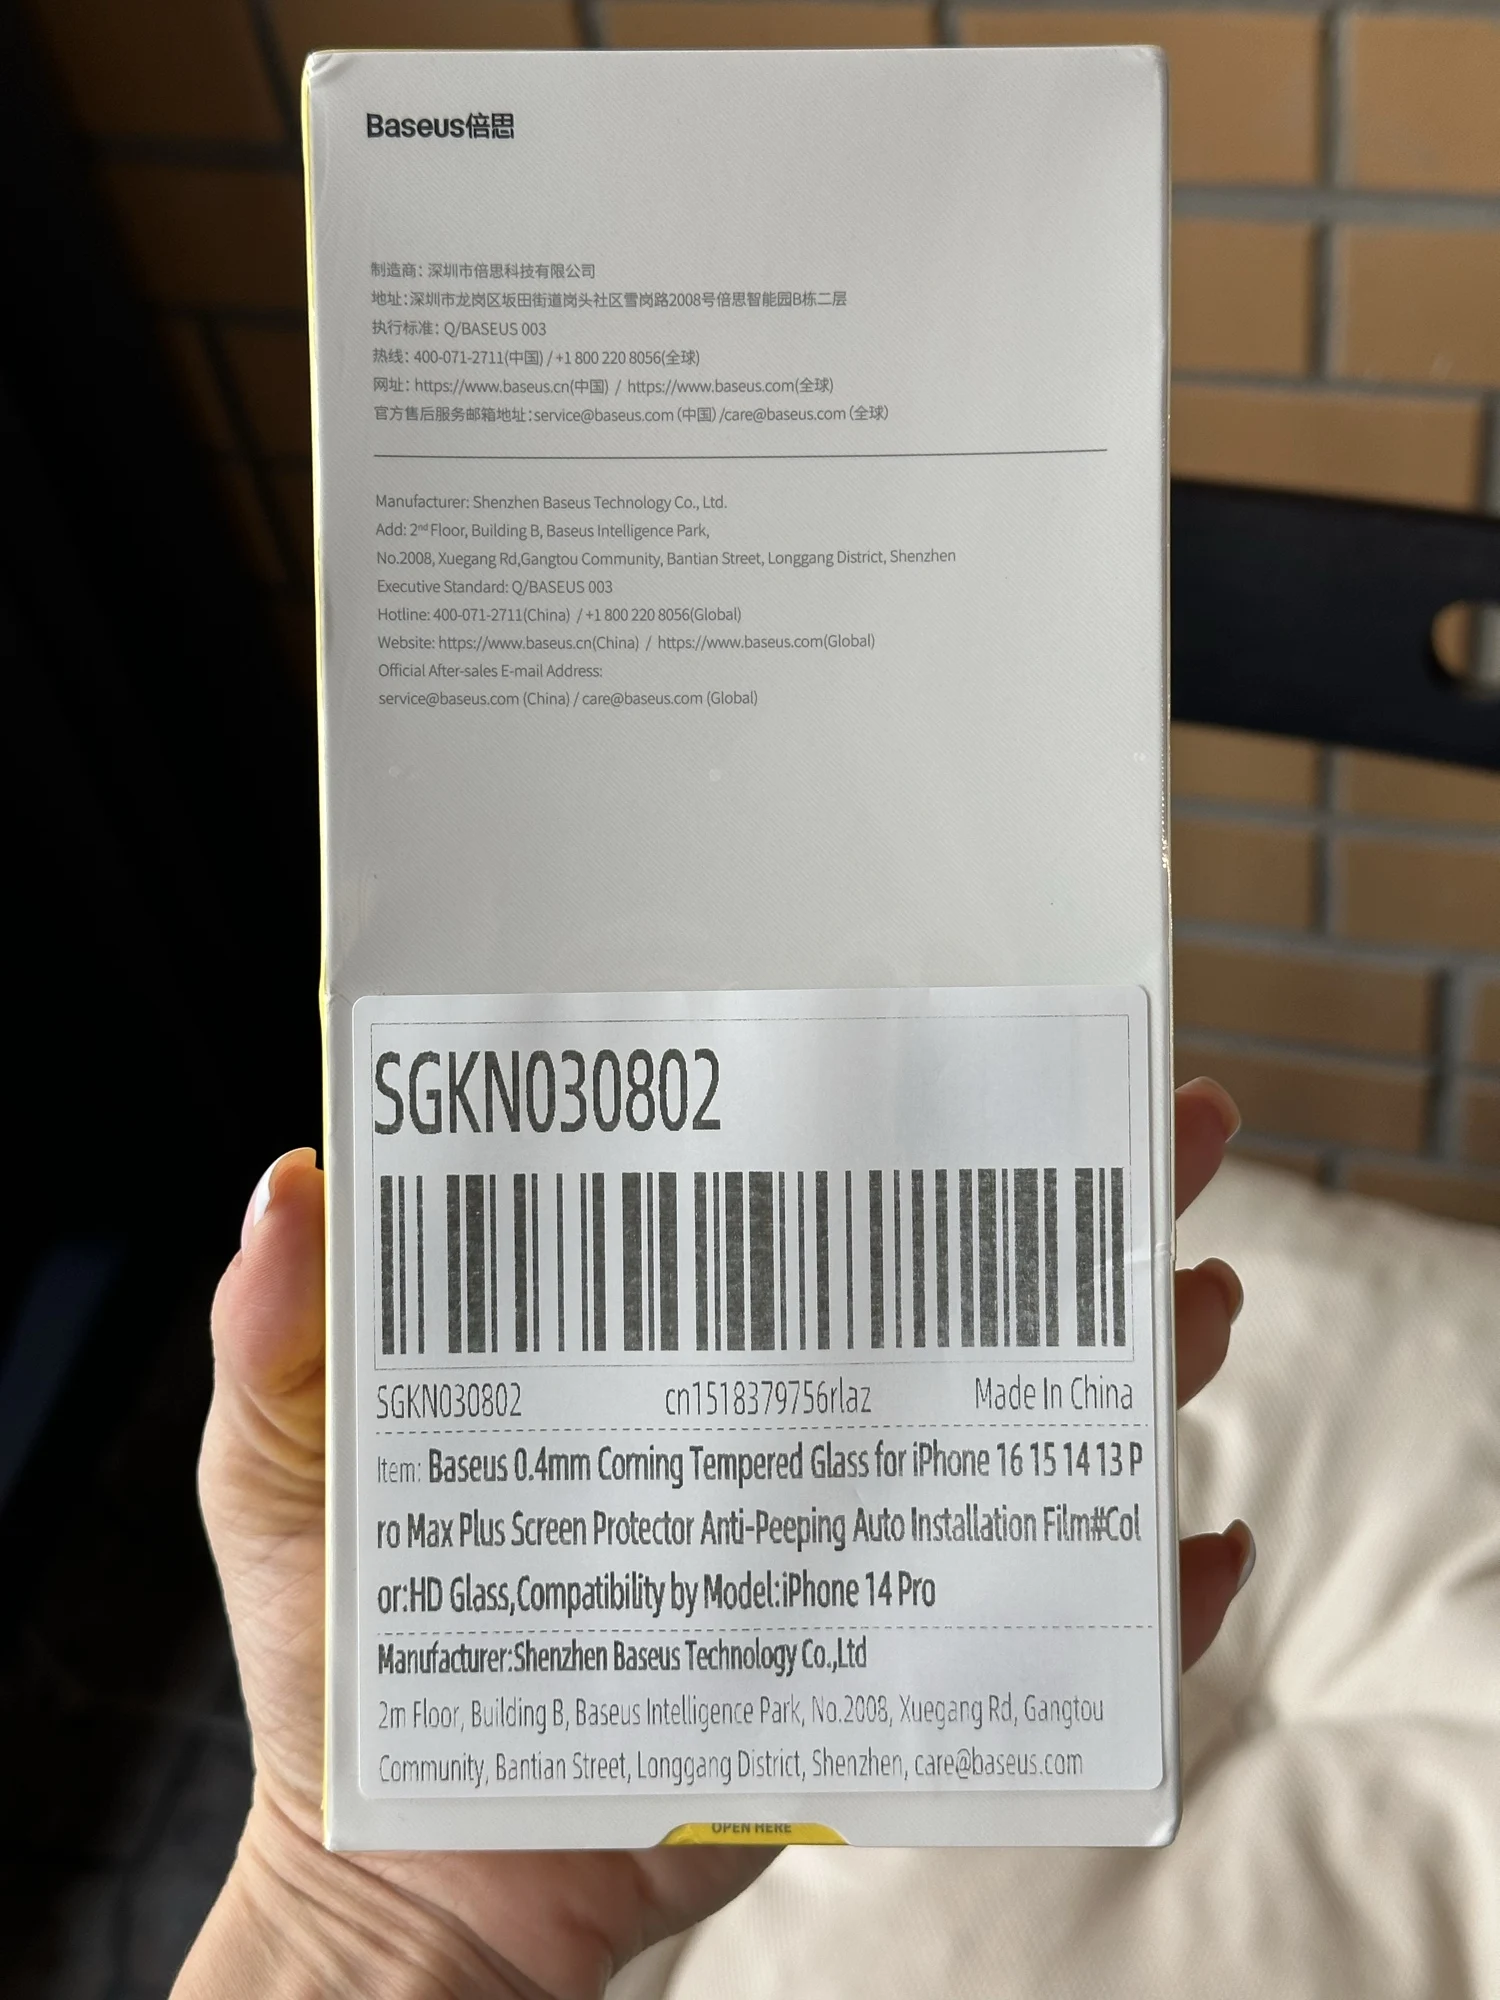 Baseus倍思
制造商：深圳市倍思科技有限公司
地址：深圳市龙岗区坂田街道岗头社区雪岗路2008号倍思智能园B栋二层
执行标准：Q/BASEUS 003
热线：400-071-2711(中国) / +1 800 220 8056(全球)
网址：https://www.baseus.cn(中国) / https://www.baseus.com(全球)
官方售后服务邮箱地址：service@baseus.com (中国) /care@baseus.com (全球)
Manufacturer: Shenzhen Baseus Technology Co., Ltd.
Add: 2nd Floor, Building B, Baseus Intelligence Park,
No.2008, Xuegang Rd,Gangtou Community, Bantian Street, Longgang District, Shenzhen
Executive Standard: Q/BASEUS 003
Hotline: 400-071-2711(China) / +1 800 220 8056(Global)
Website: https://www.baseus.cn(China) / https://www.baseus.com(Global)
Official After-sales E-mail Address:
service@baseus.com (China) / care@baseus.com (Global)
SGKN030802
SGKN030802 cn1518379756rlaz Made In China
Item: Baseus 0.4mm Corning Tempered Glass for iPhone 16 15 14 13 P
ro Max Plus Screen Protector Anti-Peeping Auto Installation Film#Col
or:HD Glass,Compatibility by Model:iPhone 14 Pro
Manufacturer:Shenzhen Baseus Technology Co.,Ltd
2m Floor, Building B, Baseus Intelligence Park, No.2008, Xuegang Rd, Gangtou
Community, Bantian Street, Longgang District, Shenzhen, care@baseus.com
OPEN HERE